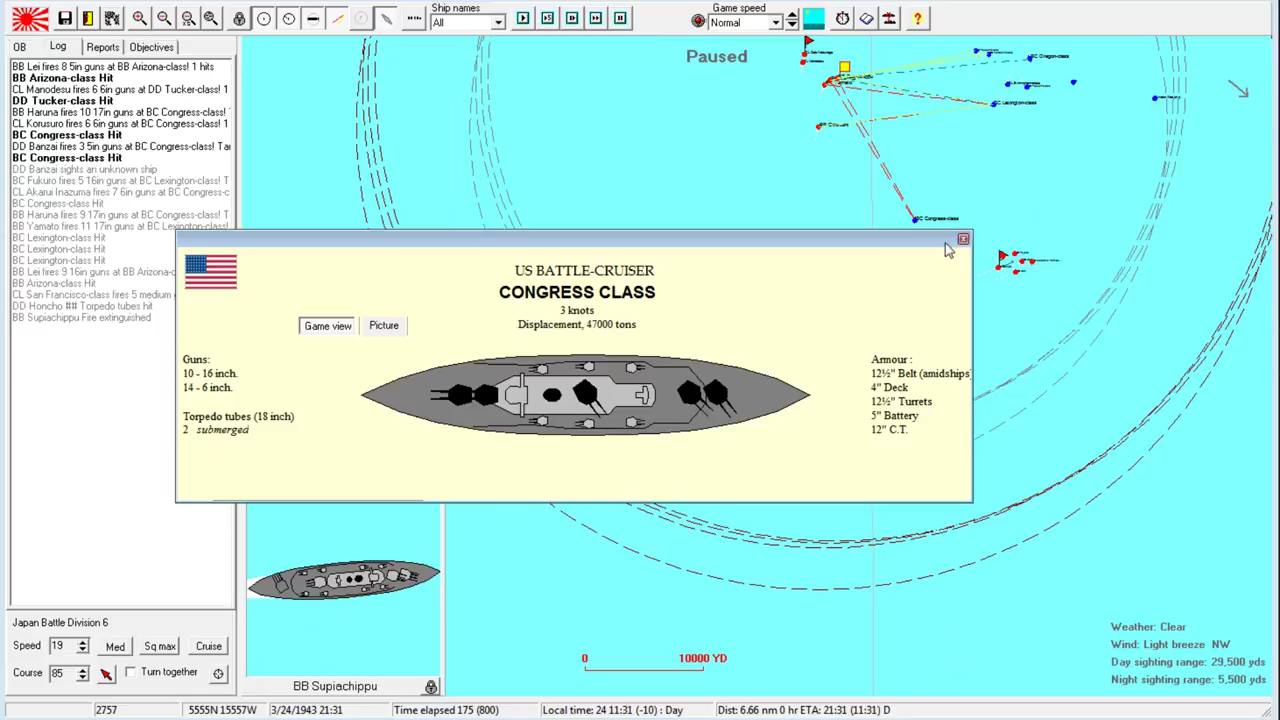 Ship names
All
Game speed
Normal
OB
Log
Reports
Objectives
Paused
BB Lei fires 8 5in guns at BB Arizona-class! 1 hits
BB Arizona-class Hit
CL Manodesu fires 6 6in guns at DD Tucker-class! 1
DD Tucker-class Hit
BB Haruna fires 10 17in guns at BC Congress-class!
CL Korusuro fires 6 6in guns at BC Congress-class! 1
BC Congress-class Hit
DD Banzai fires 3 5in guns at BC Congress-class! Tar
BC Congress-class Hit
DD Banzai sights an unknown ship
BC Fukuro fires 5 16in guns at BC Lexington-class! T
CL Akarui Inazuma fires 7 6in guns at BC Congress-c
BC Congress-class Hit
BB Haruna fires 9 17in guns at BC Congress-class! T
BB Yamato fires 11 17in guns at BC Lexington-class!
BC Lexington-class Hit
BC Lexington-class Hit
BC Lexington-class Hit
BB Lei fires 9 16in guns at BB Arizona-
BB Arizona-class Hit
CL San Francisco-class fires 5 medium
DD Honcho ## Torpedo tubes hit
BB Supiachippu Fire extinguished
BC Oregon-class
BC Lexington-class
BC Congress-class
US BATTLE-CRUISER
CONGRESS CLASS
3 knots
Displacement, 47000 tons
Game view
Picture
Guns:
10 - 16 inch.
14 - 6 inch.
Torpedo tubes (18 inch)
2 submerged
Armour :
12½" Belt (amidships)
4" Deck
12½" Turrets
5" Battery
12" C.T.
Japan Battle Division 6
Speed 19 Med Sq max Cruise
Course 85 Turn together
BB Supiachippu
0 10000 YD
Weather: Clear
Wind: Light breeze NW
Day sighting range: 29,500 yds
Night sighting range: 5,500 yds
2757
5555N 15557W
3/24/1943 21:31
Time elapsed 175 (800)
Local time: 24 11:31 (-10) : Day
Dist: 6.66 nm 0 hr ETA: 21:31 (11:31) D